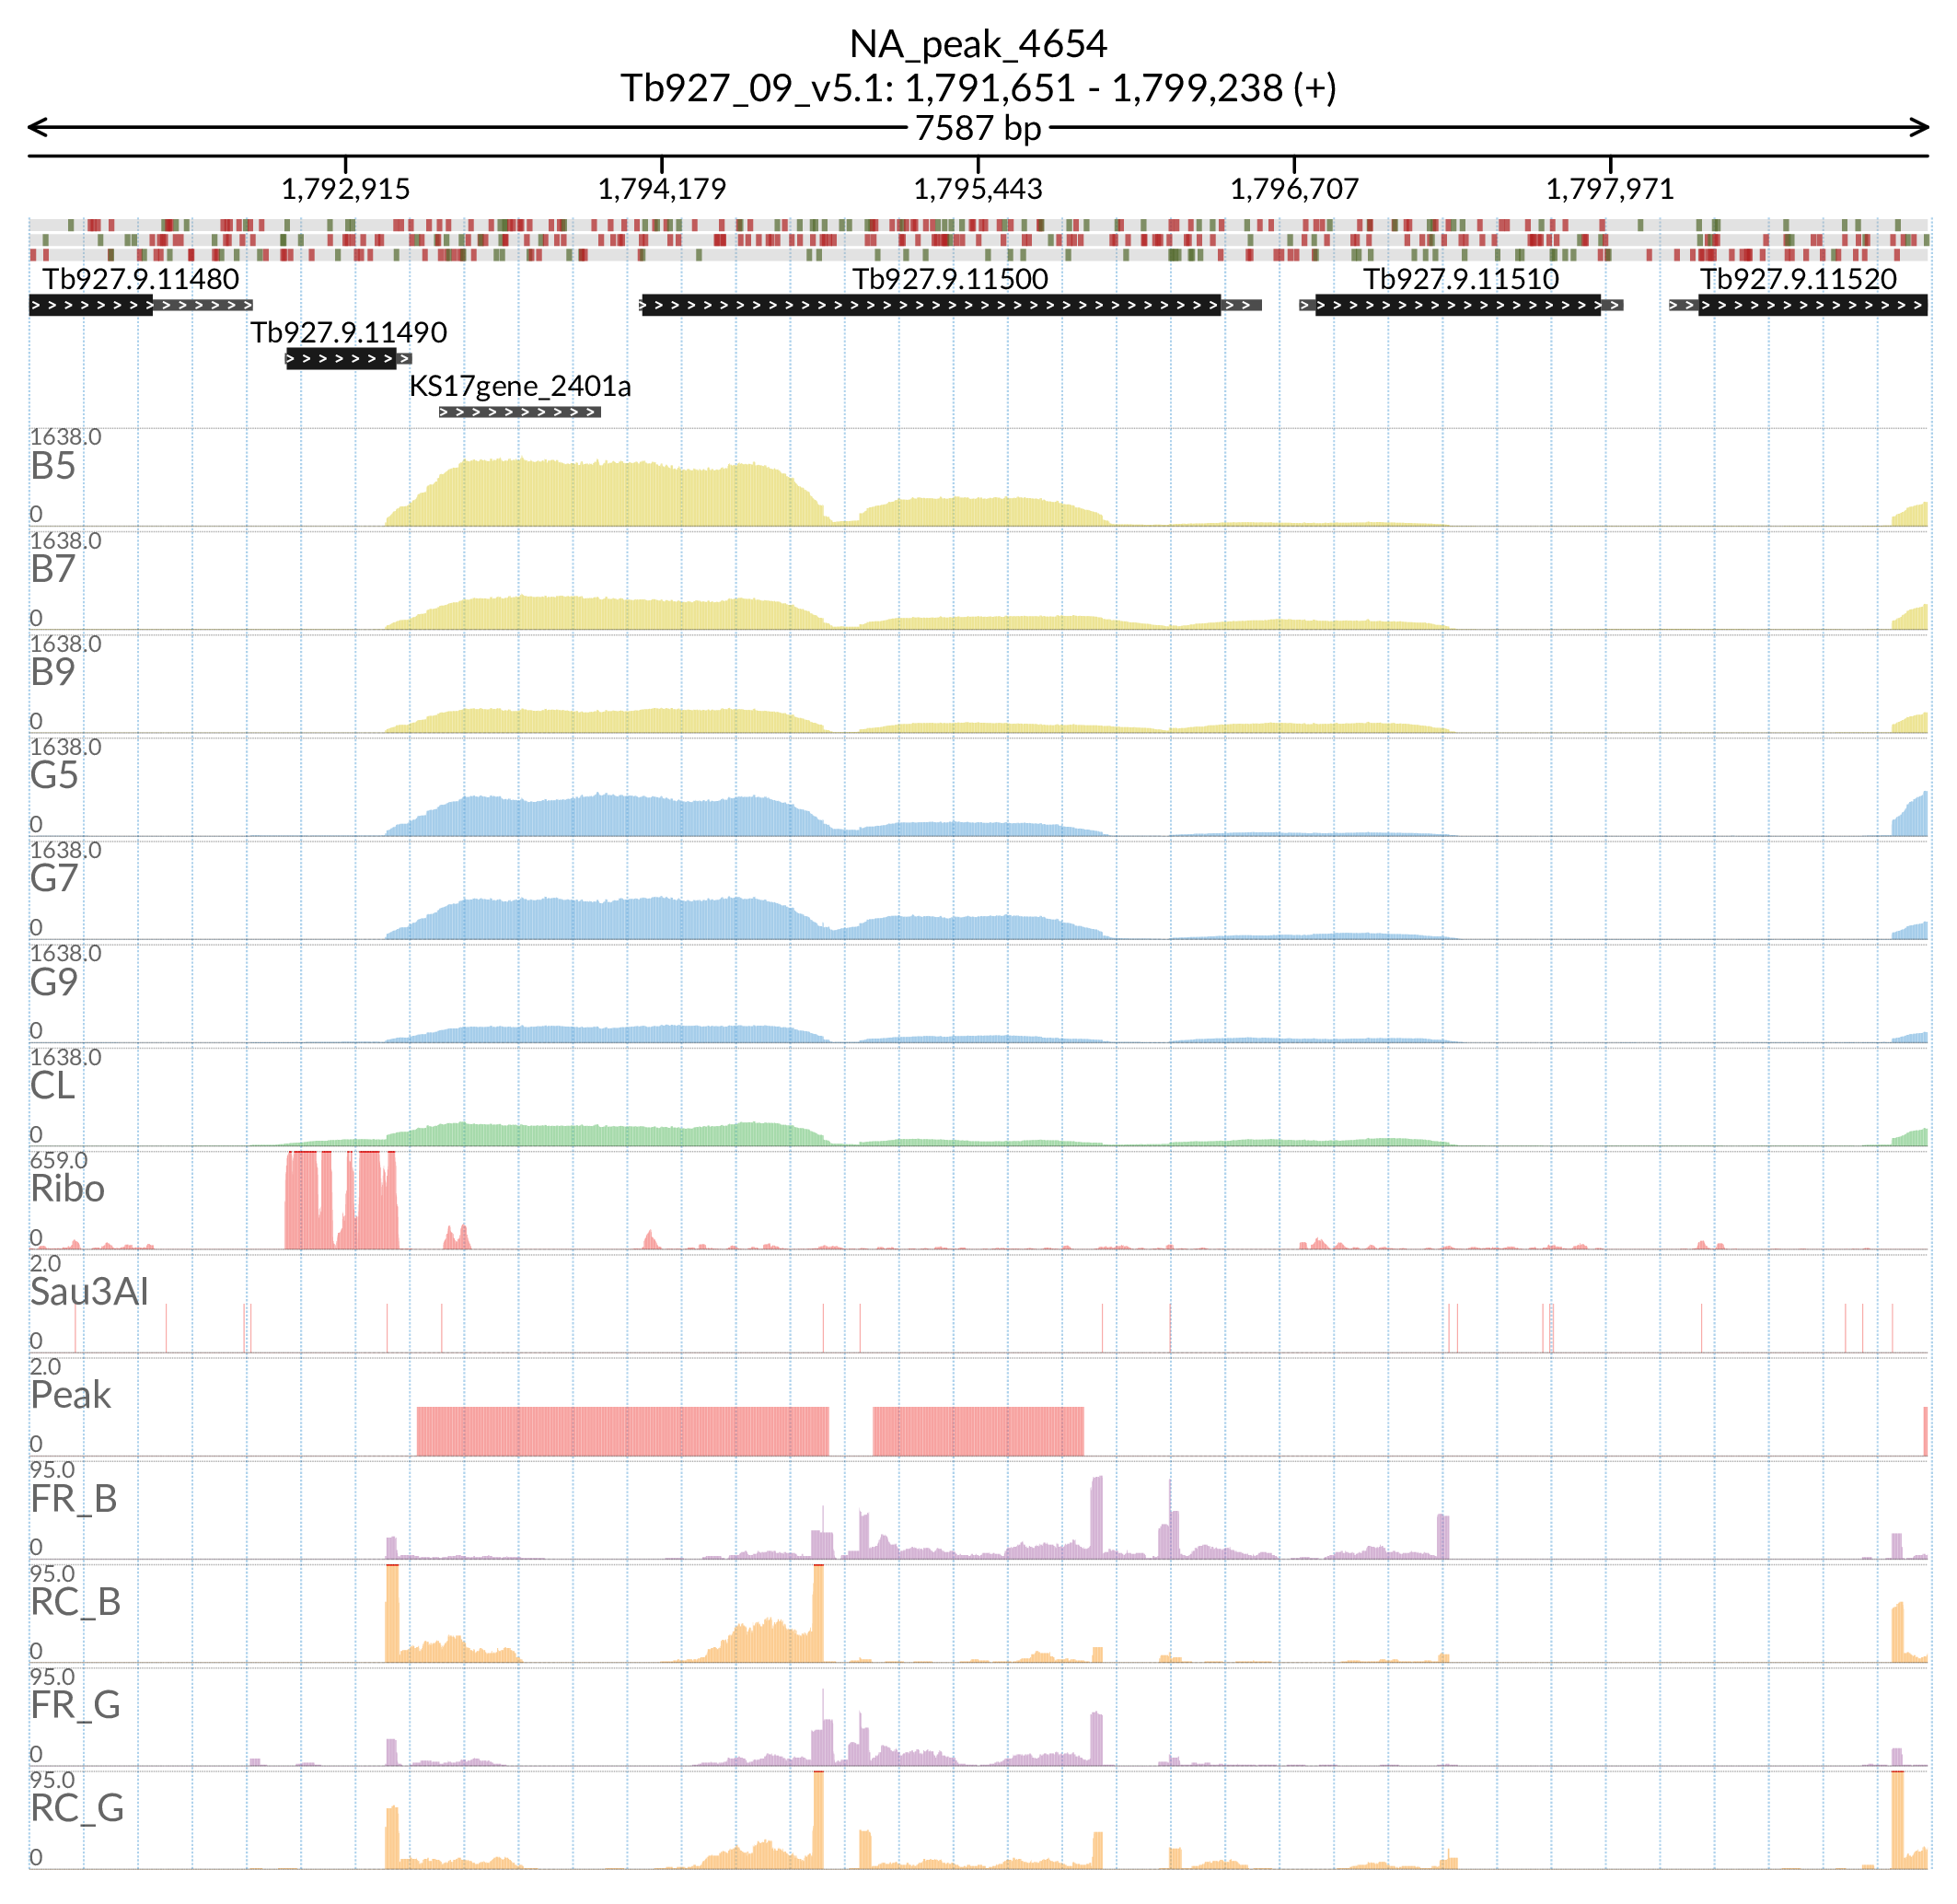 NA_peak_4654
Tb927_09_v5.1: 1,791,651 - 1,799,238 (+)
7587 bp
1,792,915 1,794,179 1,795,443 1,796,707 1,797,971
Tb927.9.11480 Tb927.9.11500 Tb927.9.11510 Tb927.9.11520
Tb927.9.11490
KS17gene_2401a
1638.0
B5
0
1638.0
B7
0
1638.0
B9
0
1638.0
G5
0
1638.0
G7
0
1638.0
G9
0
1638.0
CL
0
659.0
Ribo
0
2.0
Sau3AI
0
2.0
Peak
0
95.0
FR_B
0
95.0
RC_B
0
95.0
FR_G
0
95.0
RC_G
0